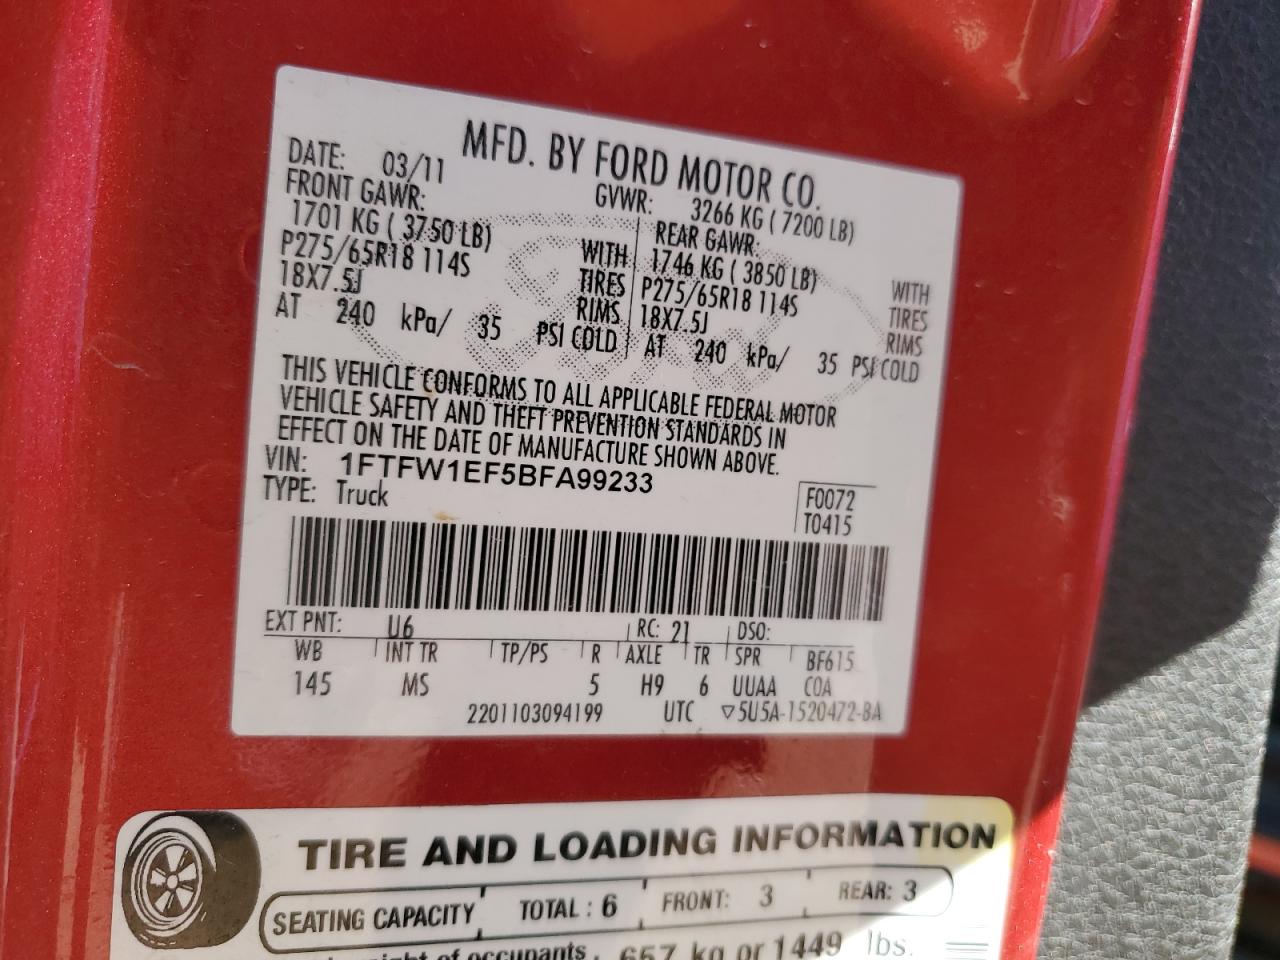 MFD. BY FORD MOTOR CO.
DATE: 03/11 GVWR: 3266 KG ( 7200 LB)
FRONT GAWR: REAR GAWR:
1701 KG ( 3750 LB) WITH 1746 KG ( 3850 LB) WITH
P275/65R18 114S TIRES P275/65R18 114S TIRES
18X7.5J RIMS 18X7.5J RIMS
AT 240 kPa/ 35 PSI COLD AT 240 kPa/ 35 PSI COLD
THIS VEHICLE CONFORMS TO ALL APPLICABLE FEDERAL MOTOR
VEHICLE SAFETY AND THEFT PREVENTION STANDARDS IN
EFFECT ON THE DATE OF MANUFACTURE SHOWN ABOVE.
VIN: 1FTFW1EF5BFA99233
TYPE: Truck
F0072
T0415
EXT PNT: U6 RC: 21 DSO:
WB INT TR TP/PS R AXLE TR SPR BF615
145 MS 5 H9 6 UUAA COA
2201103094199 UTC ▽5U5A-1520472-BA
TIRE AND LOADING INFORMATION
SEATING CAPACITY TOTAL : 6 FRONT: 3 REAR: 3
of occupants 657 kg or 1449 lbs.